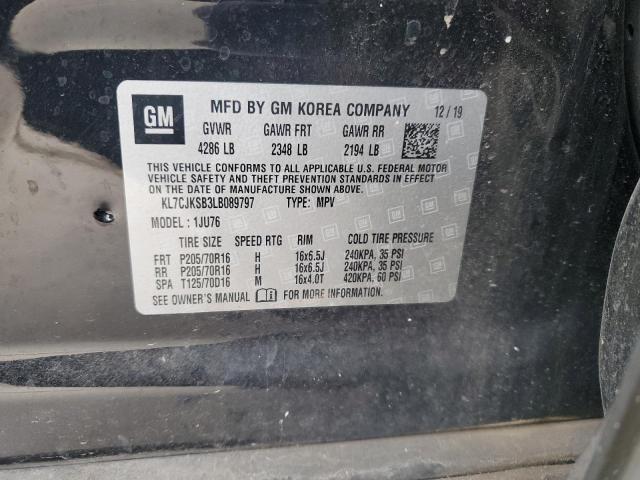 GM MFD BY GM KOREA COMPANY 12/19
GVWR GAWR FRT GAWR RR
4286 LB 2348 LB 2194 LB
THIS VEHICLE CONFORMS TO ALL APPLICABLE U.S. FEDERAL MOTOR
VEHICLE SAFETY AND THEFT PREVENTION STANDARDS IN EFFECT
ON THE DATE OF MANUFACTURE SHOWN ABOVE.
KL7CJKSB3LB089797 TYPE: MPV
MODEL: 1JU76
TIRE SIZE SPEED RTG RIM COLD TIRE PRESSURE
FRT P205/70R16 H 16x6.5J 240KPA, 35 PSI
RR P205/70R16 H 16x6.5J 240KPA, 35 PSI
SPA T125/70D16 M 16x4.0T 420KPA, 60 PSI
SEE OWNER'S MANUAL FOR MORE INFORMATION.